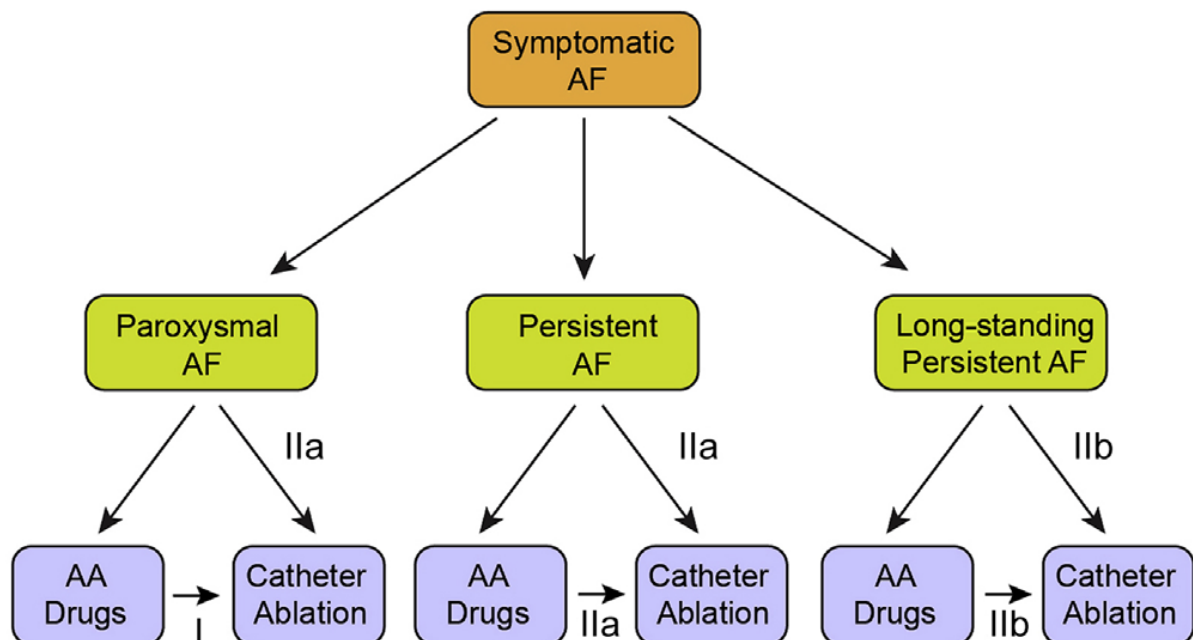 Symptomatic
AF
Paroxysmal
AF
Persistent
AF
Long-standing
Persistent AF
IIa
IIa
IIb
AA
Drugs
I
Catheter
Ablation
AA
Drugs
IIa
Catheter
Ablation
AA
Drugs
IIb
Catheter
Ablation